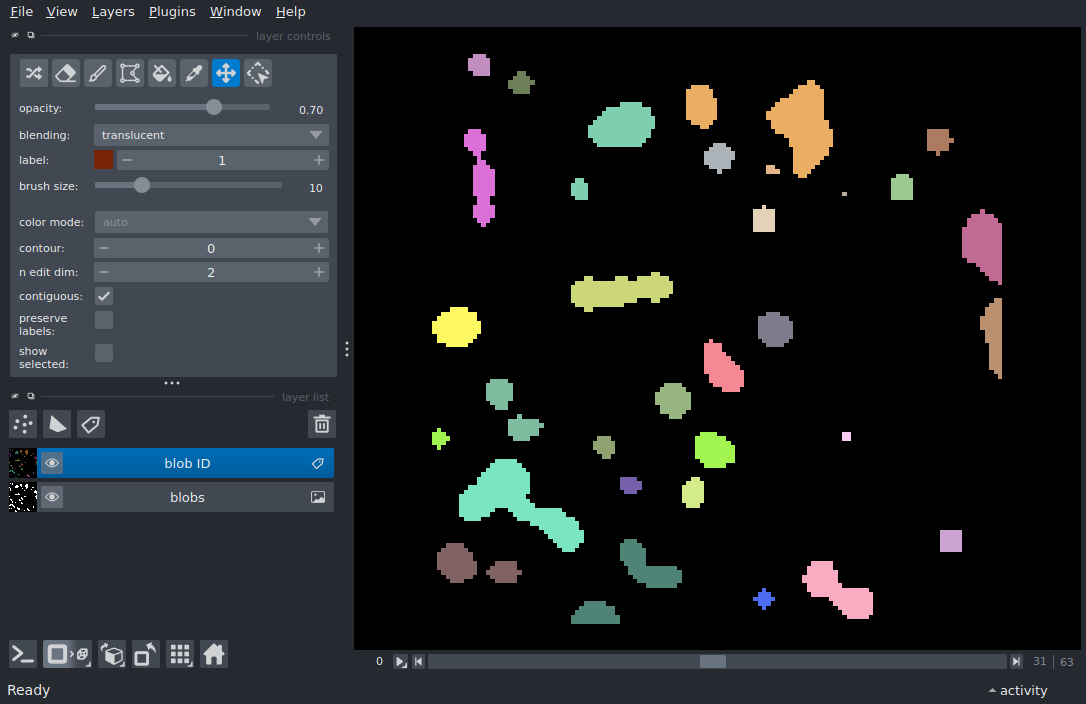 File View Layers Plugins Window Help
layer controls
opacity: 0.70
blending: translucent
label: 1
brush size: 10
color mode: auto
contour: 0
n edit dim: 2
contiguous:
preserve
labels:
show
selected:
layer list
blob ID
blobs
0 31 63
Ready activity